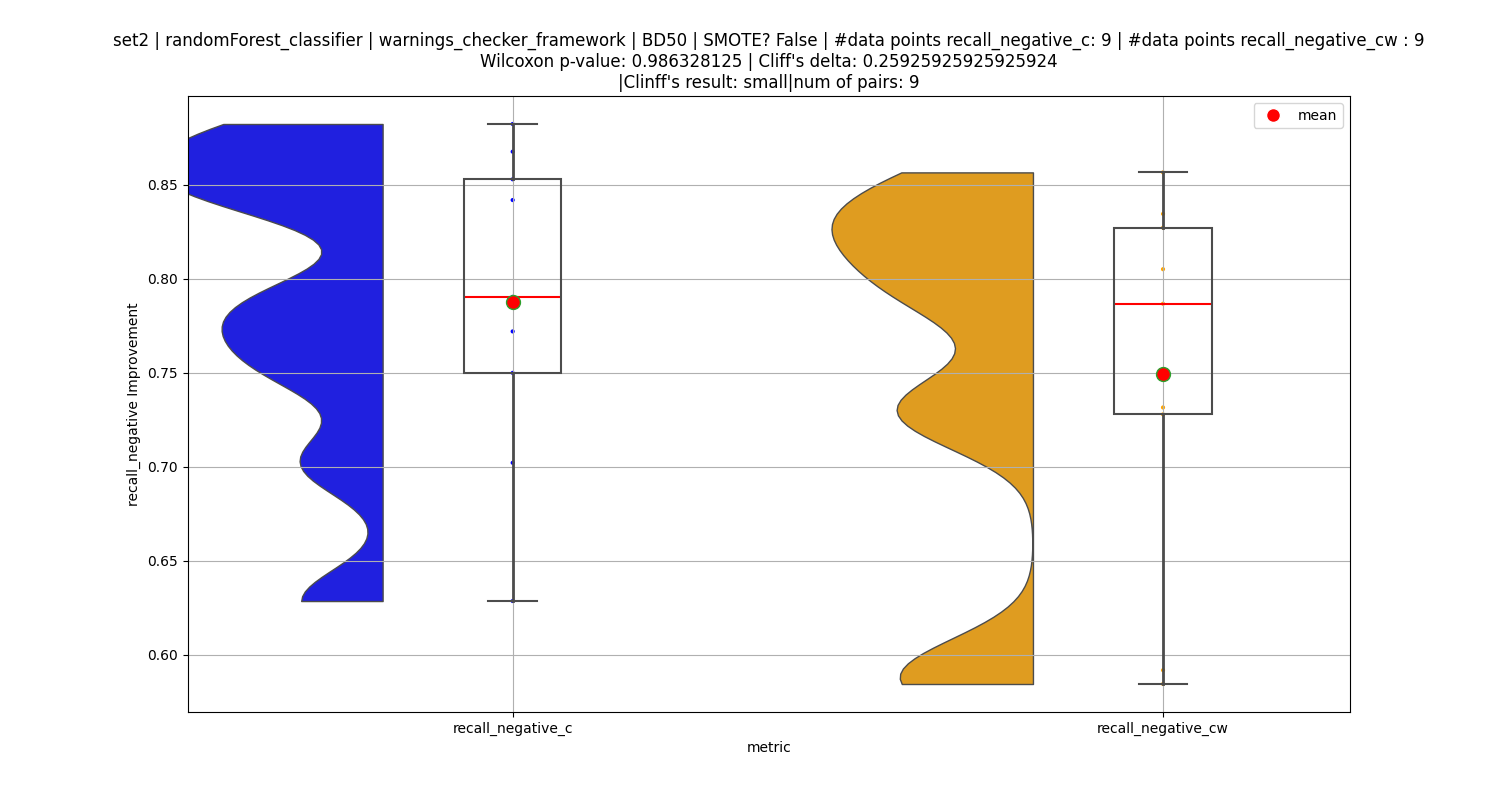 set2 | randomForest_classifier | warnings_checker_framework | BD50 | SMOTE? False | #data points recall_negative_c: 9 | #data points recall_negative_cw : 9
Wilcoxon p-value: 0.986328125 | Cliff's delta: 0.25925925925925924
|Clinff's result: small|num of pairs: 9
mean
0.85
0.80
0.75
0.70
0.65
0.60
recall_negative Improvement
recall_negative_c
recall_negative_cw
metric